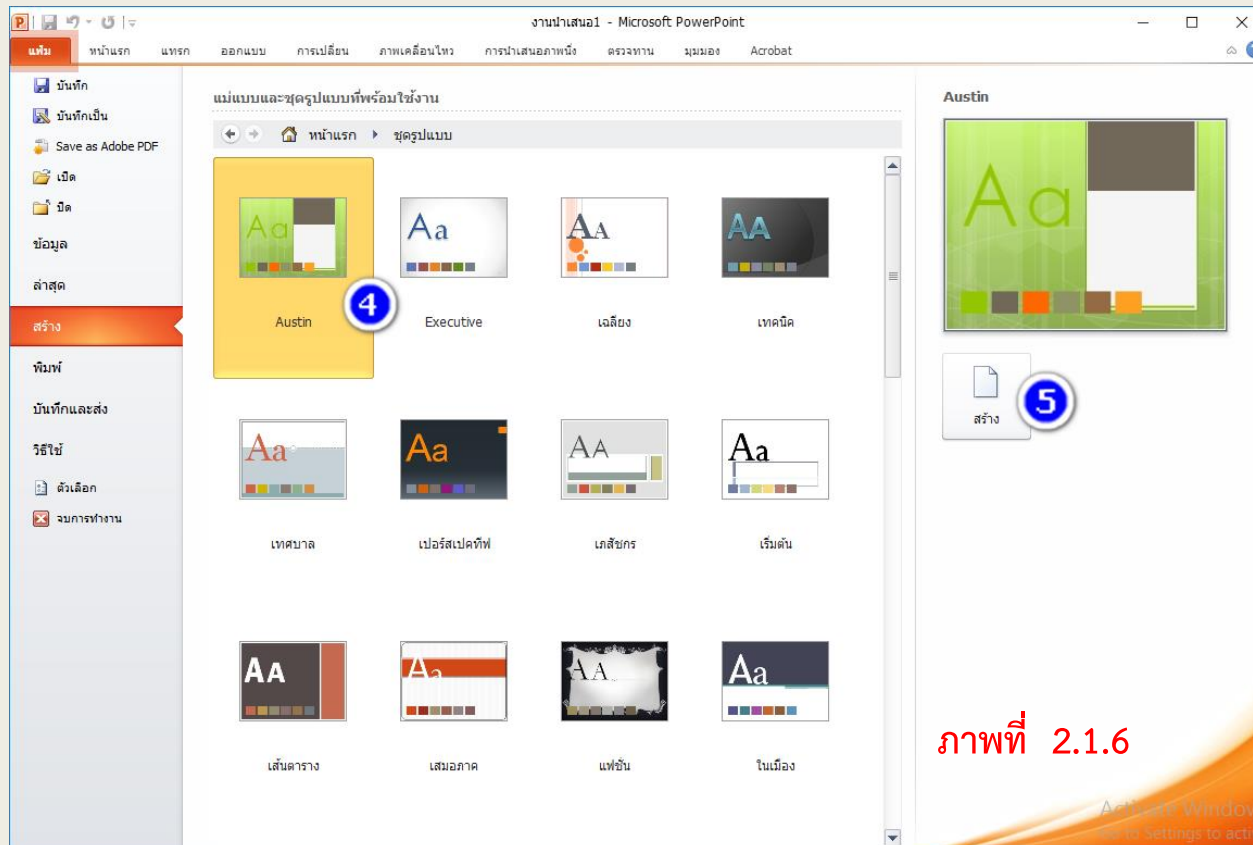 งานนำเสนอ1 - Microsoft PowerPoint
แฟ้ม หน้าแรก แทรก ออกแบบ การเปลี่ยน ภาพเคลื่อนไหว การนำเสนอภาพนิ่ง ตรวจทาน มุมมอง Acrobat
บันทึก
บันทึกเป็น
Save as Adobe PDF
เปิด
ปิด
ข้อมูล
ล่าสุด
สร้าง
พิมพ์
บันทึกและส่ง
วิธีใช้
ตัวเลือก
จบการทำงาน
แม่แบบและชุดรูปแบบที่พร้อมใช้งาน
หน้าแรก ชุดรูปแบบ
Aa Aa AA AA
4
Austin Executive เฉลียง เทคนิค
Aa Aa AA Aa
เทศบาล เปอร์สเปคทีฟ เภสัชกร เริ่มต้น
AA Aa AA Aa
เส้นตาราง เสมอภาค แฟชั่น ในเมือง
Austin
Aa
สร้าง
5
ภาพที่ 2.1.6
Activate Window
Go to Settings to acti